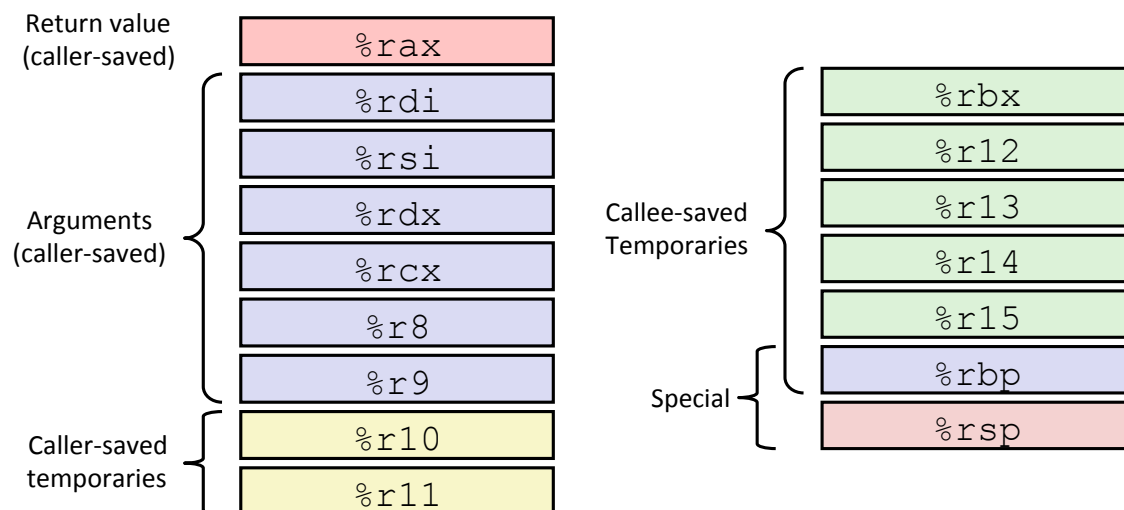 Return value
(caller-saved)
%rax
Arguments
(caller-saved)
%rdi
%rsi
%rdx
%rcx
%r8
%r9
Caller-saved
temporaries
%r10
%r11
Callee-saved
Temporaries
%rbx
%r12
%r13
%r14
%r15
Special
%rbp
%rsp